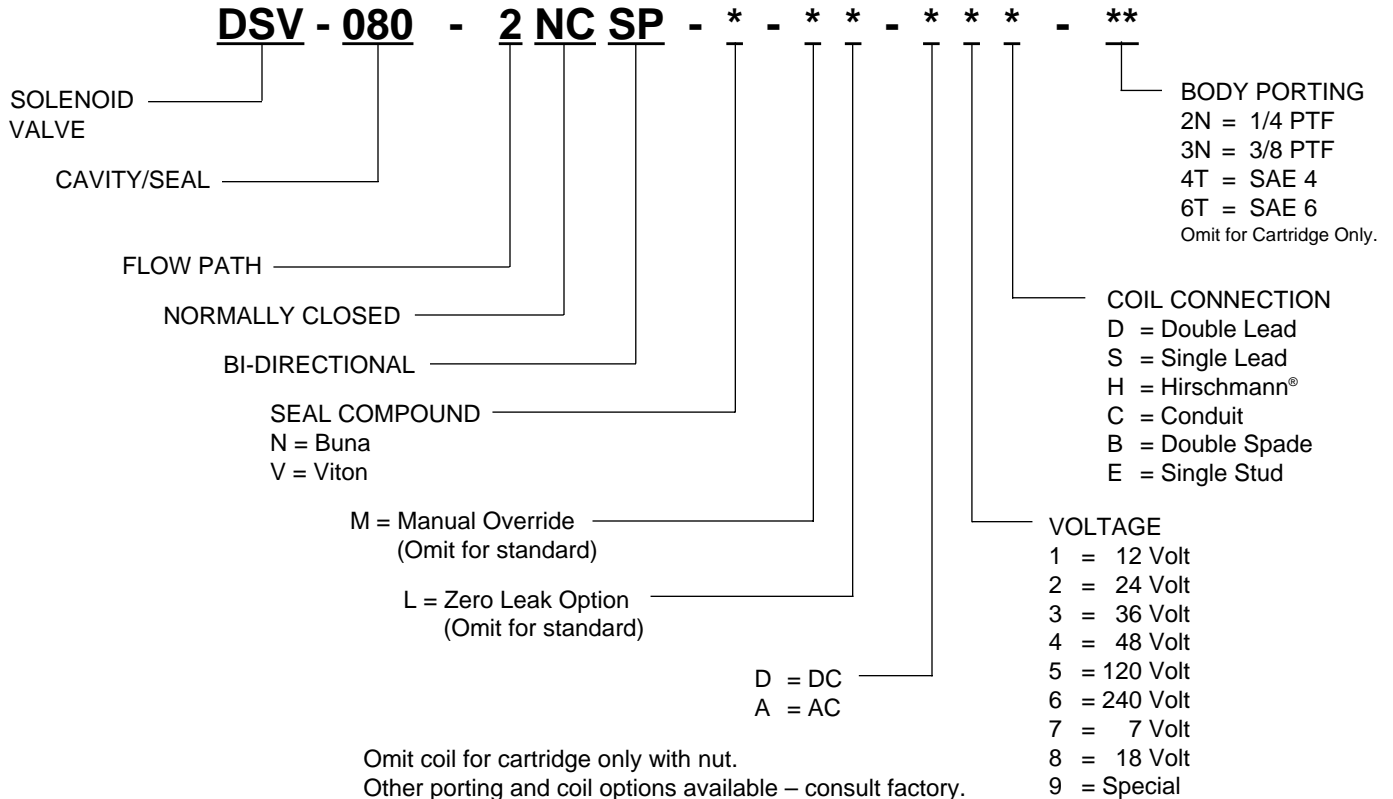 DSV - 080 - 2 NC SP - * - * * - * * * - **
SOLENOID
VALVE
CAVITY/SEAL
FLOW PATH
NORMALLY CLOSED
BI-DIRECTIONAL
SEAL COMPOUND
N = Buna
V = Viton
M = Manual Override
(Omit for standard)
L = Zero Leak Option
(Omit for standard)
D = DC
A = AC
VOLTAGE
1 = 12 Volt
2 = 24 Volt
3 = 36 Volt
4 = 48 Volt
5 = 120 Volt
6 = 240 Volt
7 = 7 Volt
8 = 18 Volt
9 = Special
COIL CONNECTION
D = Double Lead
S = Single Lead
H = Hirschmann®
C = Conduit
B = Double Spade
E = Single Stud
BODY PORTING
2N = 1/4 PTF
3N = 3/8 PTF
4T = SAE 4
6T = SAE 6
Omit for Cartridge Only.
Omit coil for cartridge only with nut.
Other porting and coil options available – consult factory.